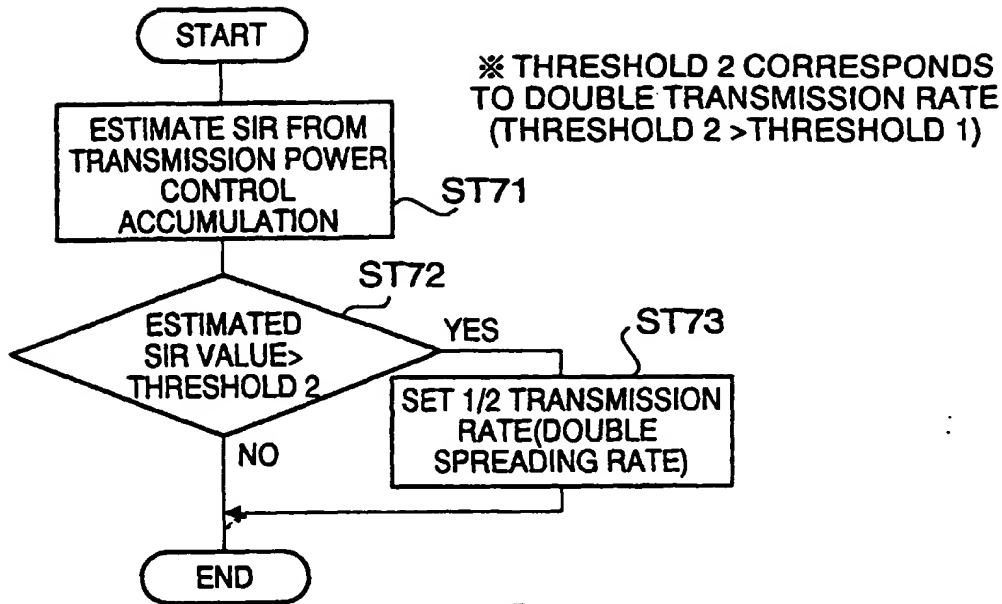 START
※ THRESHOLD 2 CORRESPONDS
TO DOUBLE TRANSMISSION RATE
(THRESHOLD 2 >THRESHOLD 1)
ESTIMATE SIR FROM
TRANSMISSION POWER
CONTROL
ACCUMULATION
ST71
ST72
ESTIMATED
SIR VALUE>
THRESHOLD 2
YES
ST73
SET 1/2 TRANSMISSION
RATE(DOUBLE
SPREADING RATE)
NO
END